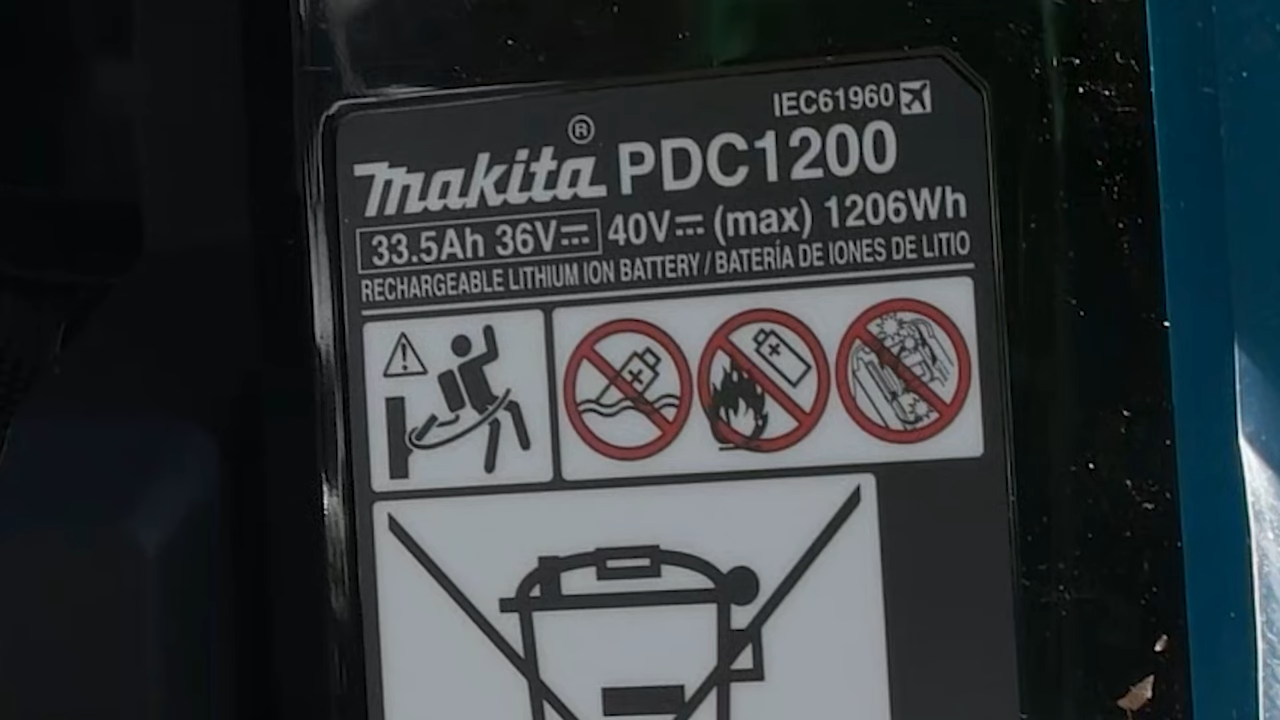 IEC61960
makita® PDC1200
33.5Ah 36V⎓ 40V⎓ (max) 1206Wh
RECHARGEABLE LITHIUM ION BATTERY / BATERÍA DE IONES DE LITIO